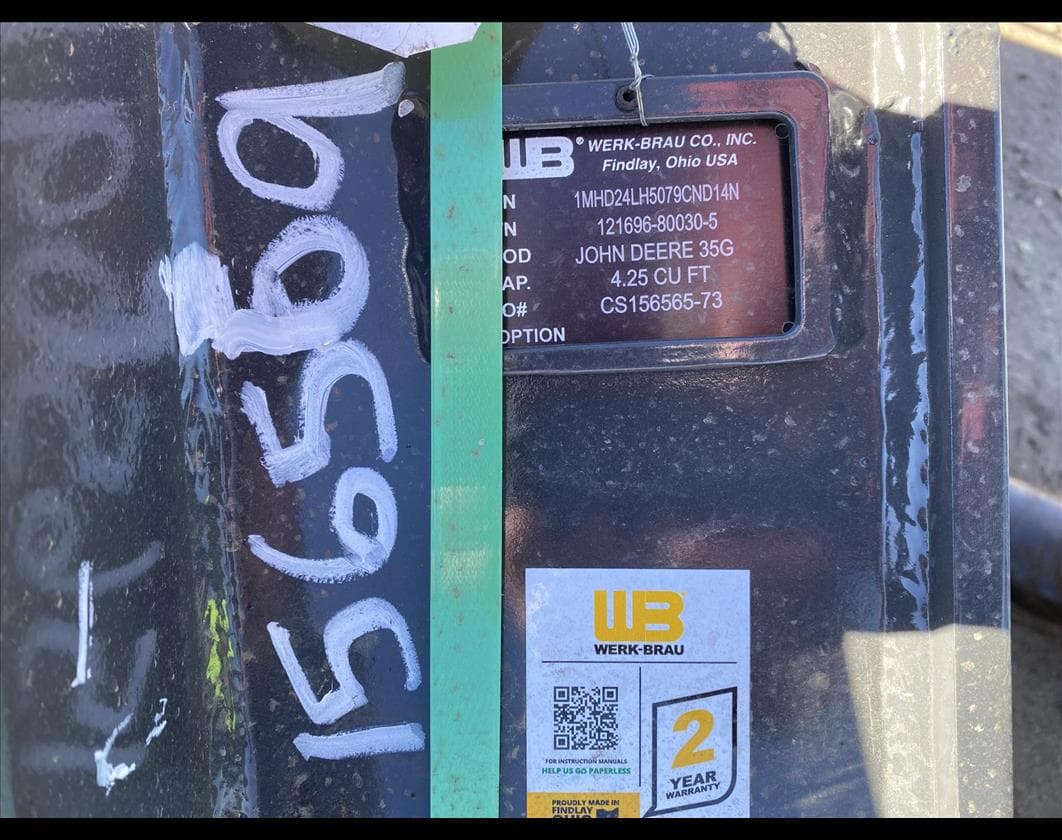 156569
WB® WERK-BRAU CO., INC.
Findlay, Ohio USA
N 1MHD24LH5079CND14N
N 121696-80030-5
OD JOHN DEERE 35G
AP. 4.25 CU FT
O# CS156565-73
OPTION
WB
WERK-BRAU
FOR INSTRUCTION MANUALS
HELP US GO PAPERLESS
2
YEAR
WARRANTY
PROUDLY MADE IN
FINDLAY
OHIO